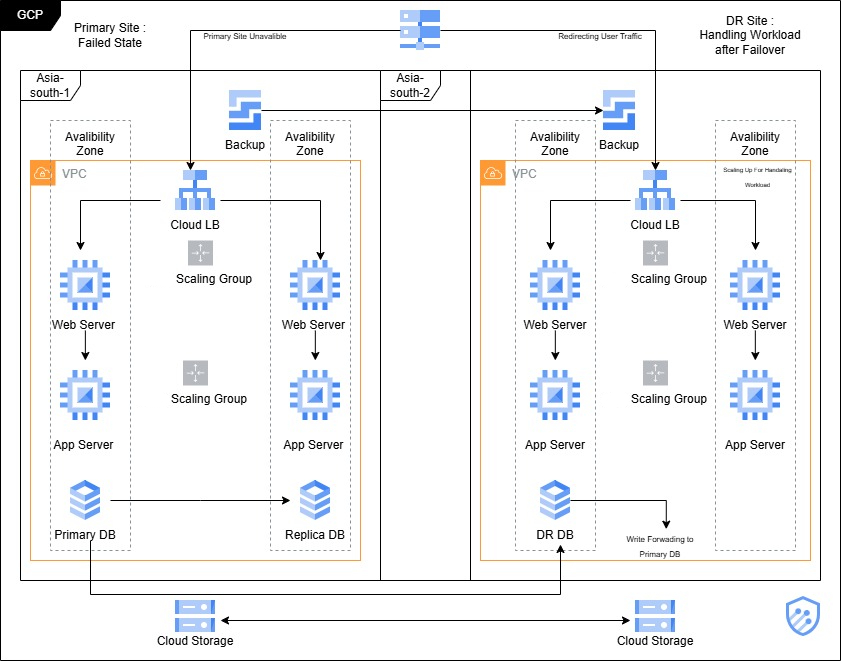 GCP
Primary Site :
Failed State
Primary Site Unavalible
Redirecting User Traffic
DR Site :
Handling Workload
after Failover
Asia-
south-1
Asia-
south-2
Backup
Backup
Avalibility
Zone
Avalibility
Zone
Avalibility
Zone
Avalibility
Zone
VPC
VPC
Scaling Up For Handaling
Workload
Cloud LB
Cloud LB
Scaling Group
Scaling Group
Web Server
Web Server
Web Server
Web Server
Scaling Group
Scaling Group
App Server
App Server
App Server
App Server
Primary DB
Replica DB
DR DB
Write Forwading to
Primary DB
Cloud Storage
Cloud Storage